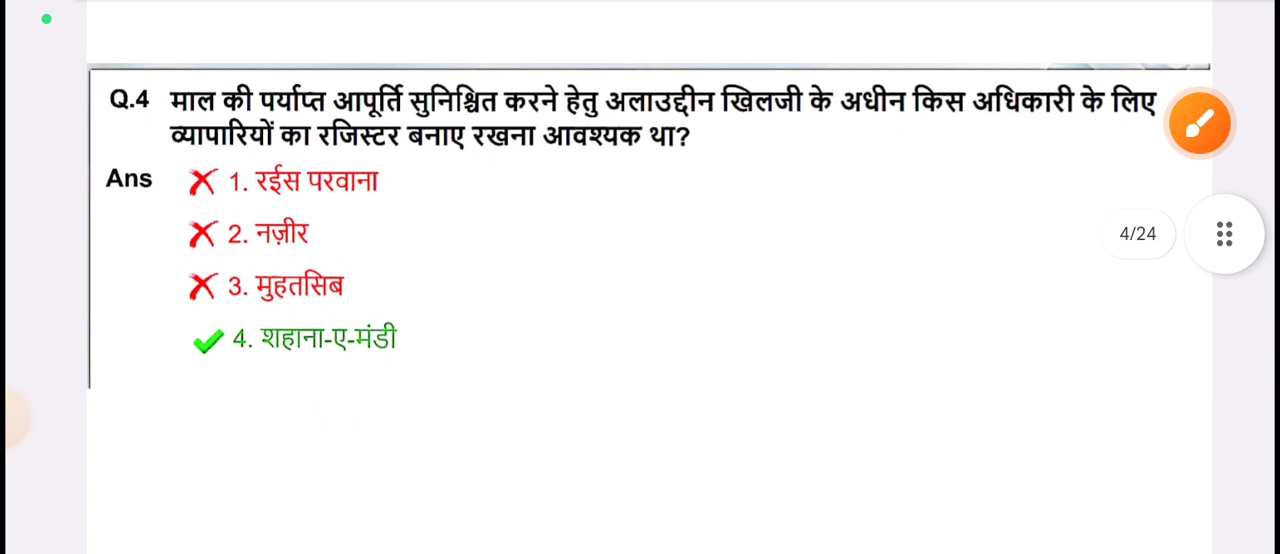 Q.4 माल की पर्याप्त आपूर्ति सुनिश्चित करने हेतु अलाउद्दीन खिलजी के अधीन किस अधिकारी के लिए
व्यापारियों का रजिस्टर बनाए रखना आवश्यक था?
Ans 1. रईस परवाना
2. नज़ीर
4/24
3. मुहतसिब
4. शहाना-ए-मंडी